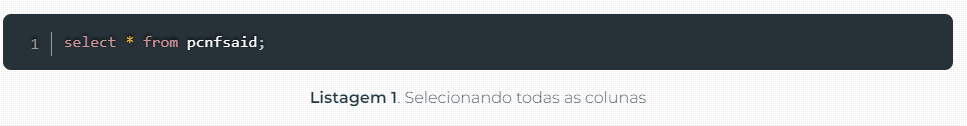 1 select * from pcnfsaid;
Listagem 1. Selecionando todas as colunas